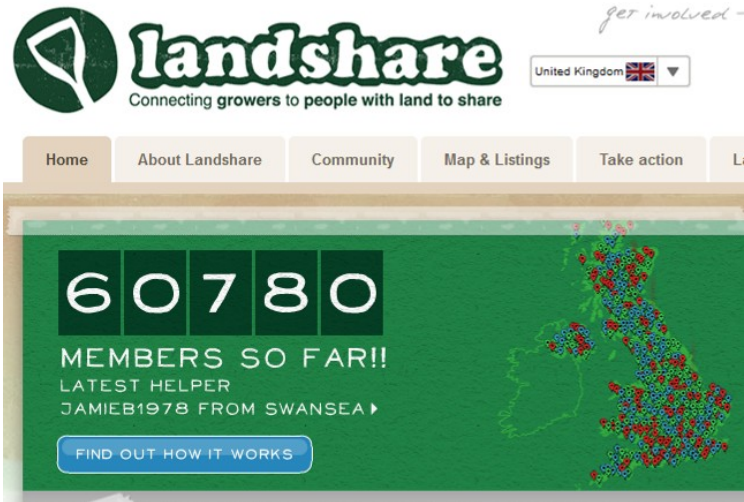 get involved -
landshare
Connecting growers to people with land to share
United Kingdom
Home About Landshare Community Map & Listings Take action
60780
MEMBERS SO FAR!!
LATEST HELPER
JAMIEB1978 FROM SWANSEA
FIND OUT HOW IT WORKS